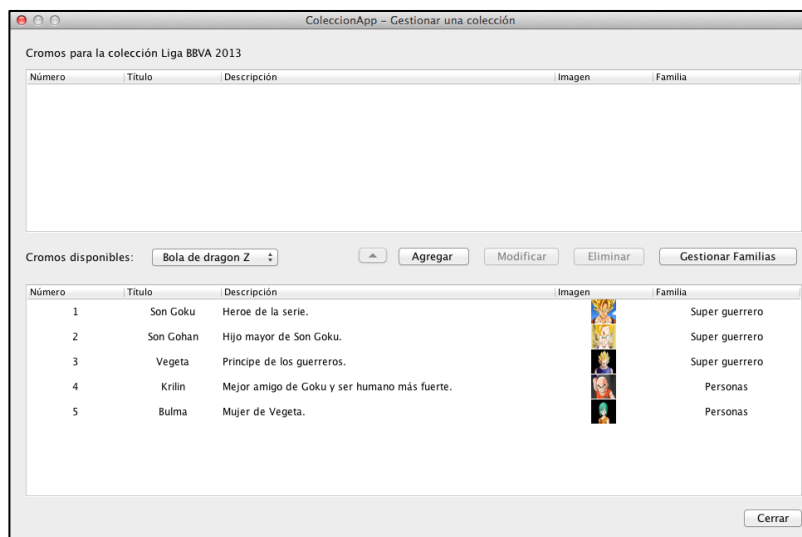 ColeccionApp - Gestionar una colección
Cromos para la colección Liga BBVA 2013
Número Título Descripción Imagen Familia
Cromos disponibles: Bola de dragon Z Agregar Modificar Eliminar Gestionar Familias
Número Título Descripción Imagen Familia
1 Son Goku Heroe de la serie. Super guerrero
2 Son Gohan Hijo mayor de Son Goku. Super guerrero
3 Vegeta Principe de los guerreros. Super guerrero
4 Krilin Mejor amigo de Goku y ser humano más fuerte. Personas
5 Bulma Mujer de Vegeta. Personas
Cerrar